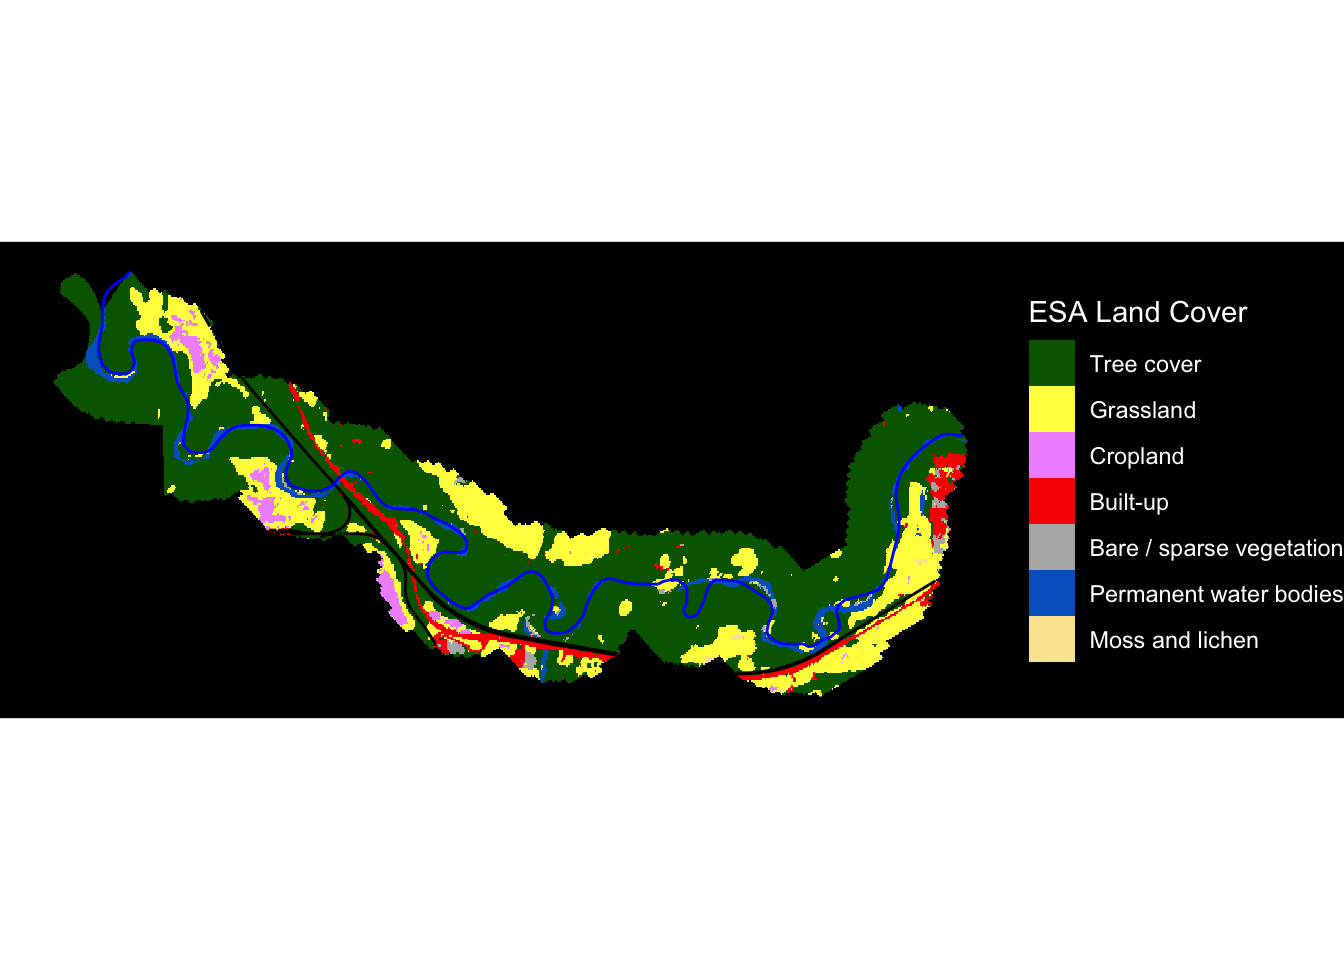 ESA Land Cover
Tree cover
Grassland
Cropland
Built-up
Bare / sparse vegetation
Permanent water bodies
Moss and lichen